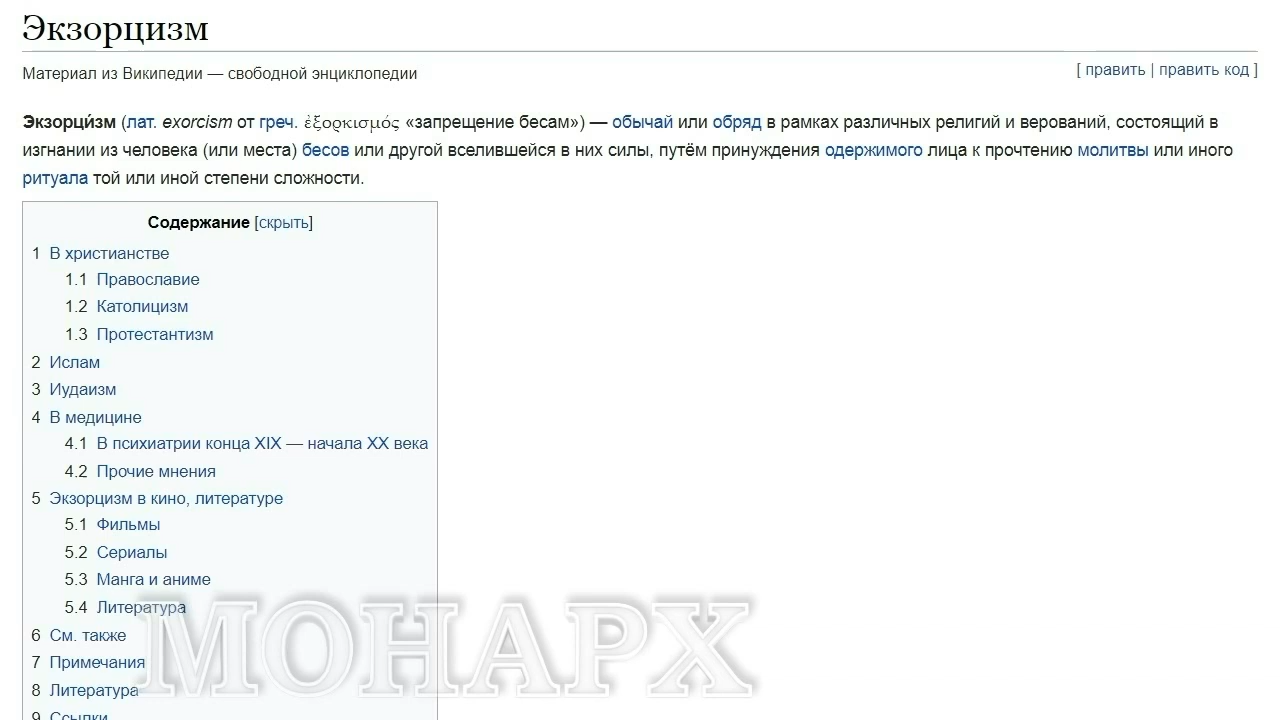 Экзорцизм
Материал из Википедии — свободной энциклопедии
[ править | править код ]
Экзорци́зм (лат. exorcism от греч. ἐξορκισμός «запрещение бесам») — обычай или обряд в рамках различных религий и верований, состоящий в
изгнании из человека (или места) бесов или другой вселившейся в них силы, путём принуждения одержимого лица к прочтению молитвы или иного
ритуала той или иной степени сложности.
Содержание [скрыть]
1 В христианстве
1.1 Православие
1.2 Католицизм
1.3 Протестантизм
2 Ислам
3 Иудаизм
4 В медицине
4.1 В психиатрии конца XIX — начала XX века
4.2 Прочие мнения
5 Экзорцизм в кино, литературе
5.1 Фильмы
5.2 Сериалы
5.3 Манга и аниме
5.4 Литература
6 См. также
7 Примечания
8 Литература
9 Ссылки
МОНАРХ